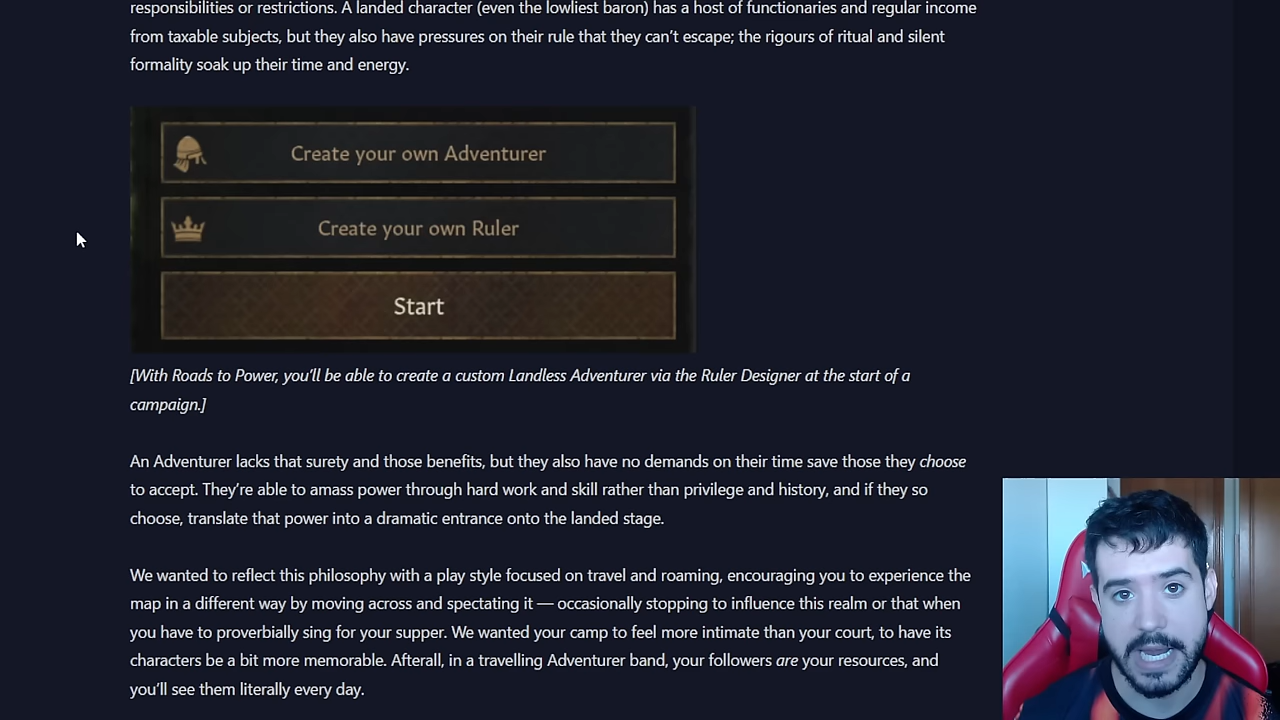 responsibilities or restrictions. A landed character (even the lowliest baron) has a host of functionaries and regular income
from taxable subjects, but they also have pressures on their rule that they can’t escape; the rigours of ritual and silent
formality soak up their time and energy.
Create your own Adventurer
Create your own Ruler
Start
[With Roads to Power, you’ll be able to create a custom Landless Adventurer via the Ruler Designer at the start of a
campaign.]
An Adventurer lacks that surety and those benefits, but they also have no demands on their time save those they choose
to accept. They’re able to amass power through hard work and skill rather than privilege and history, and if they so
choose, translate that power into a dramatic entrance onto the landed stage.
We wanted to reflect this philosophy with a play style focused on travel and roaming, encouraging you to experience the
map in a different way by moving across and spectating it — occasionally stopping to influence this realm or that when
you have to proverbially sing for your supper. We wanted your camp to feel more intimate than your court, to have its
characters be a bit more memorable. Afterall, in a travelling Adventurer band, your followers are your resources, and
you’ll see them literally every day.